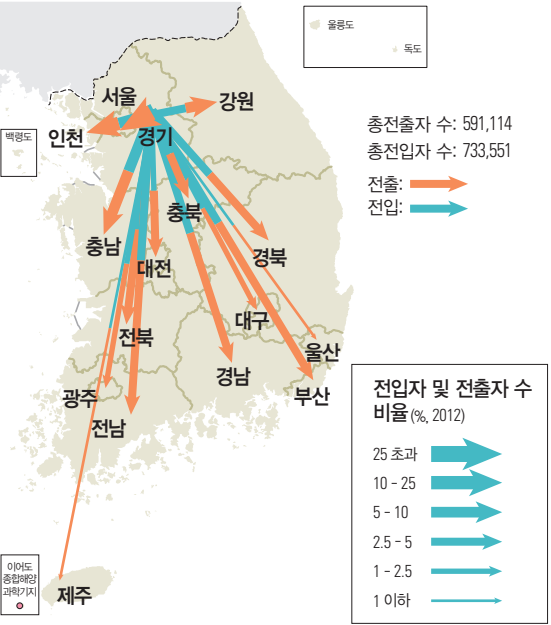 울릉도
독도
서울
강원
인천
경기
백령도
총전출자 수: 591,114
총전입자 수: 733,551
전출:
전입:
충북
충남
대전
경북
대구
전북
울산
경남
부산
광주
전남
전입자 및 전출자 수
비율(%, 2012)
25 초과
10 - 25
5 - 10
2.5 - 5
1 - 2.5
1 이하
이어도
종합해양
과학기지
제주